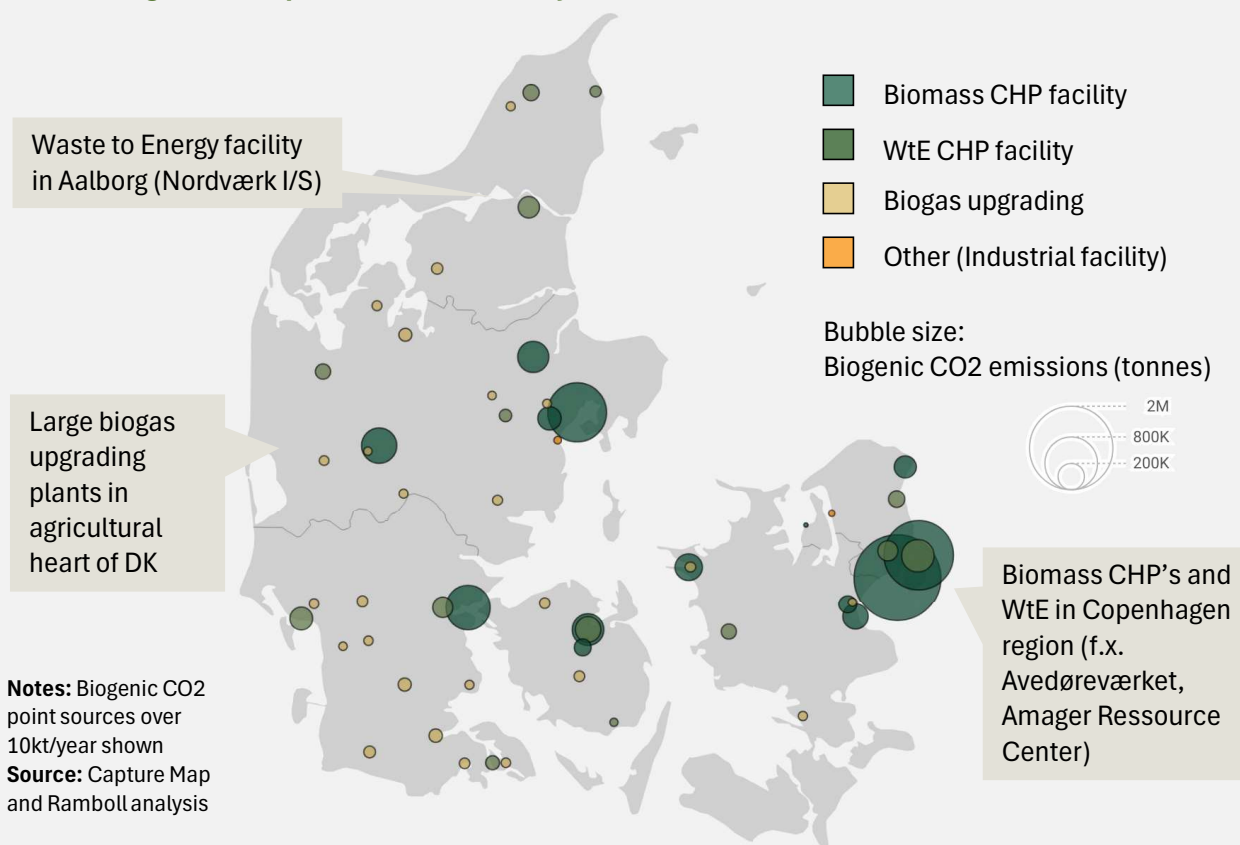 Biomass CHP facility
WtE CHP facility
Biogas upgrading
Other (Industrial facility)
Waste to Energy facility
in Aalborg (Nordværk I/S)
Bubble size:
Biogenic CO2 emissions (tonnes)
2M
800K
200K
Large biogas
upgrading
plants in
agricultural
heart of DK
Biomass CHP's and
WtE in Copenhagen
region (f.x.
Avedøreværket,
Amager Ressource
Center)
Notes: Biogenic CO2
point sources over
10kt/year shown
Source: Capture Map
and Ramboll analysis